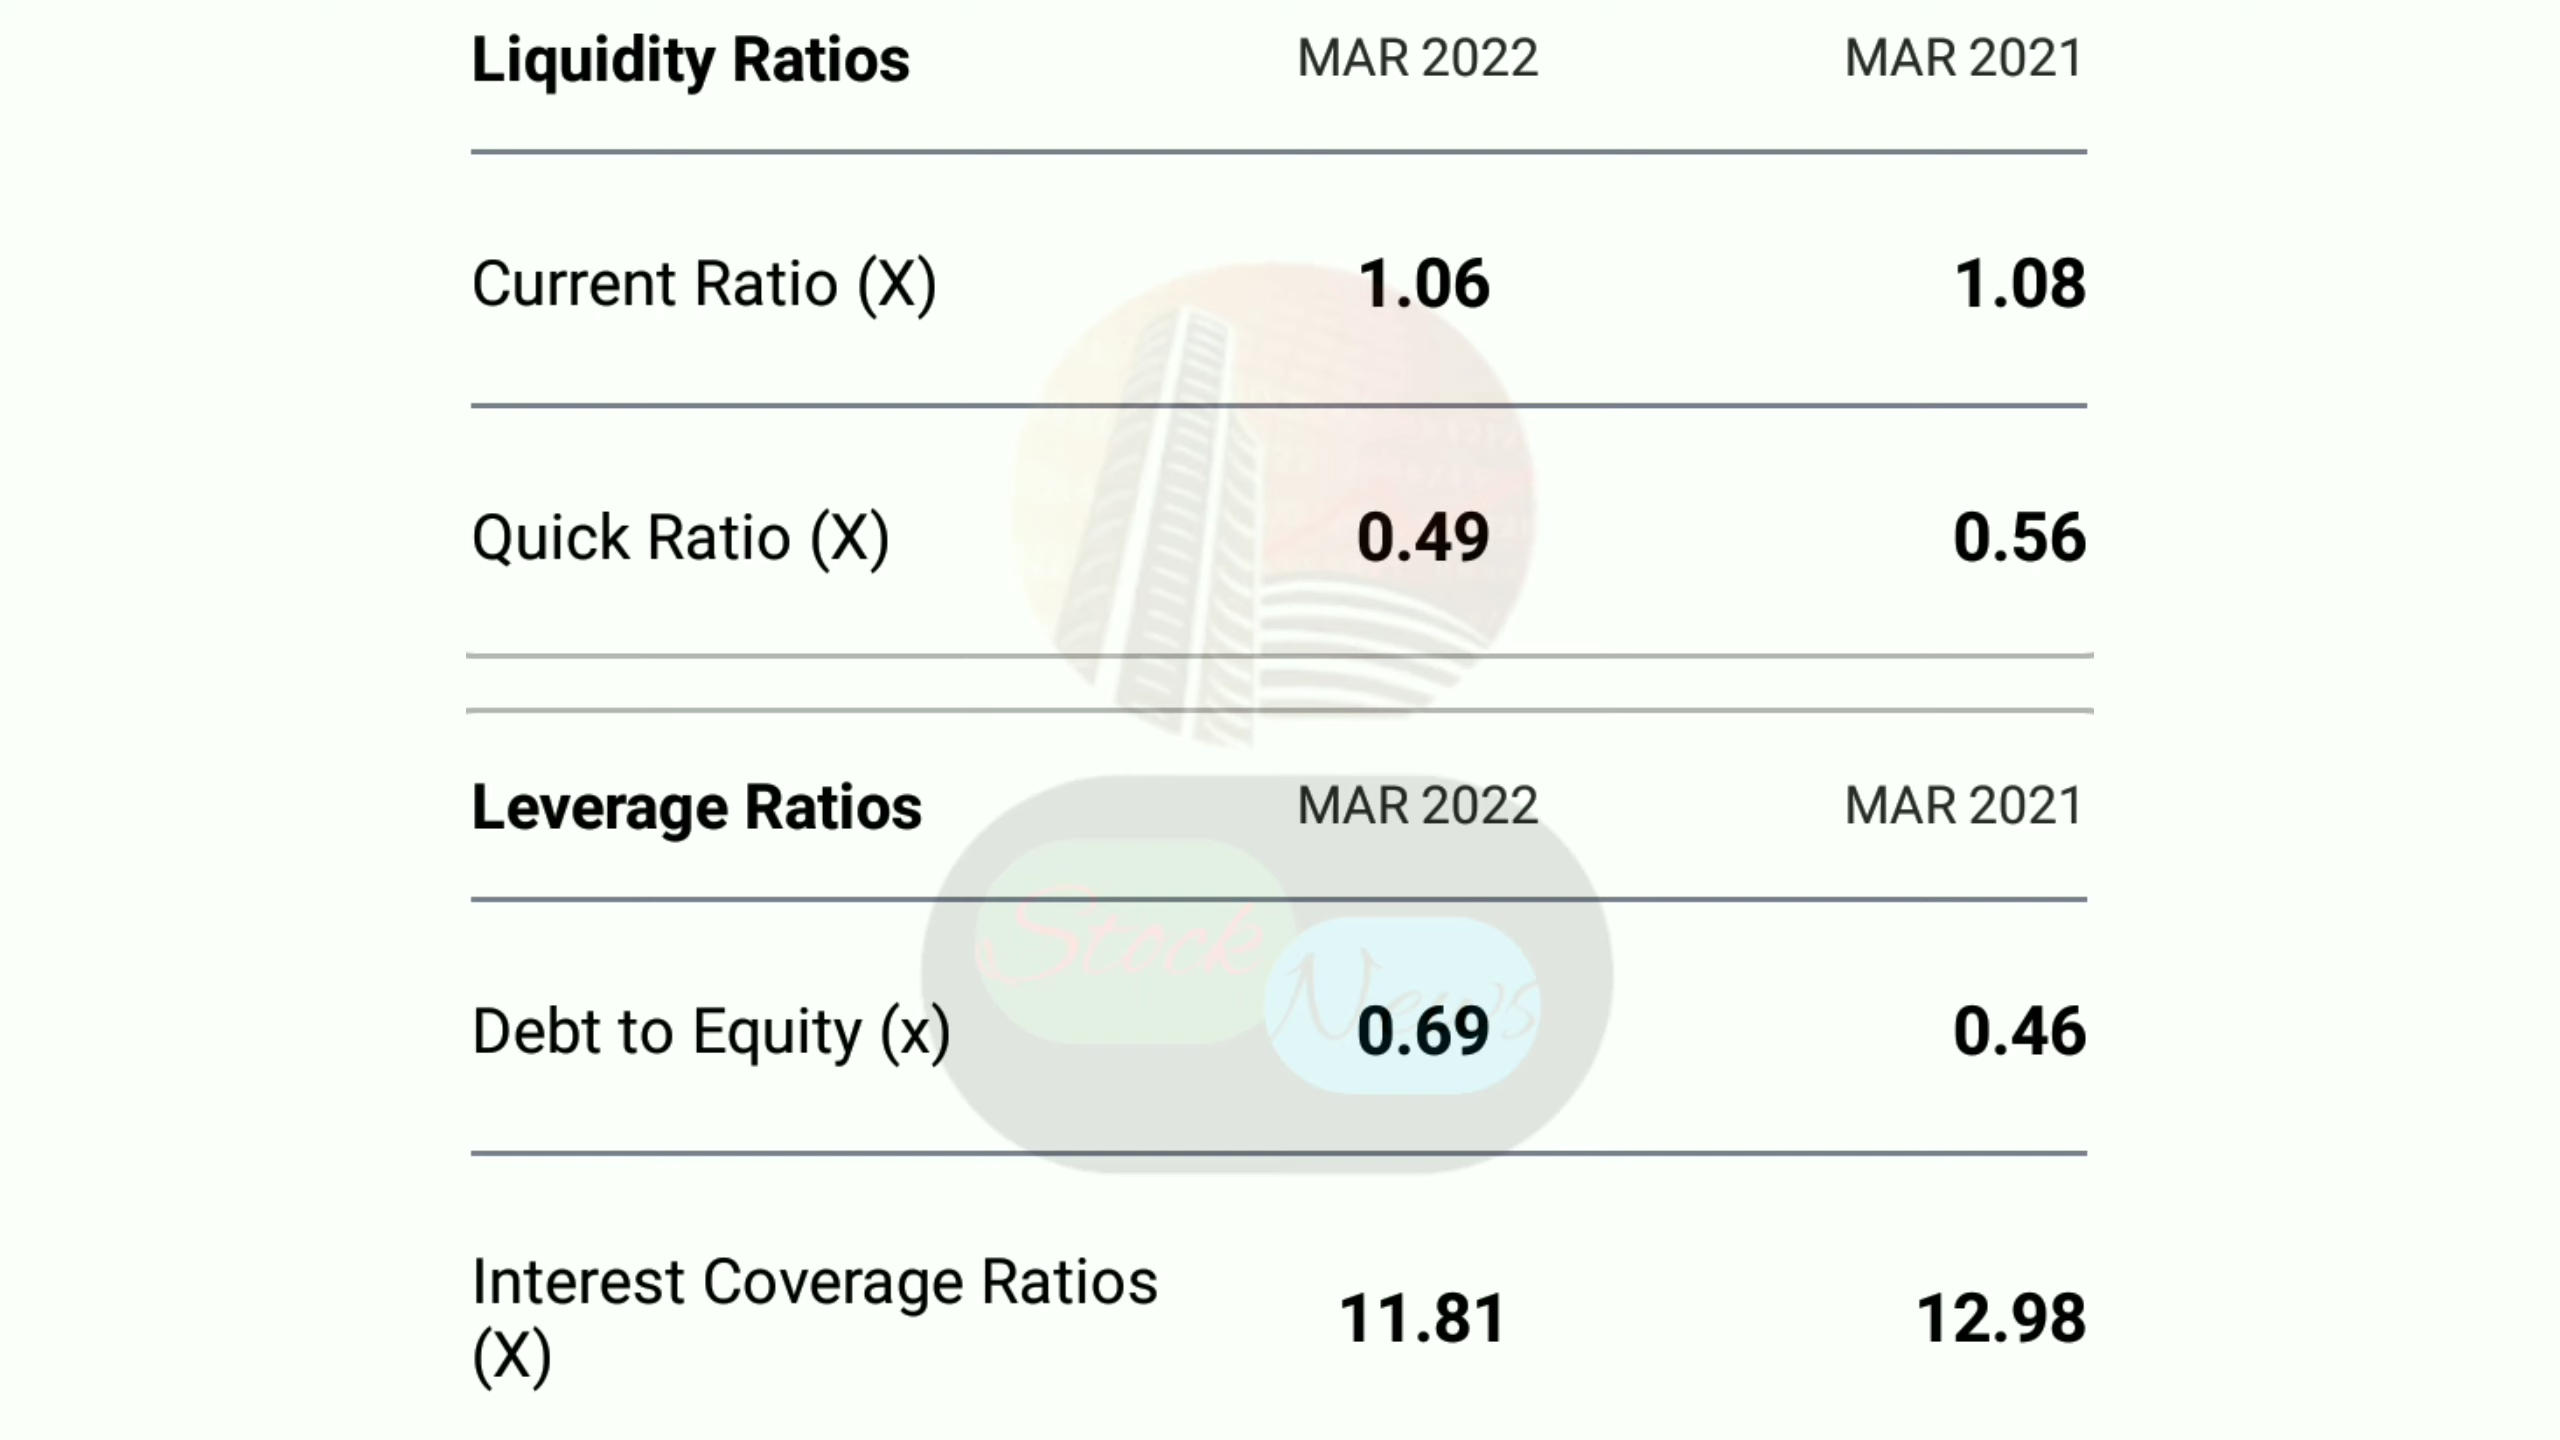 Liquidity Ratios MAR 2022 MAR 2021
Current Ratio (X) 1.06 1.08
Quick Ratio (X) 0.49 0.56
Leverage Ratios MAR 2022 MAR 2021
Stock
News
Debt to Equity (x) 0.69 0.46
Interest Coverage Ratios
(X) 11.81 12.98